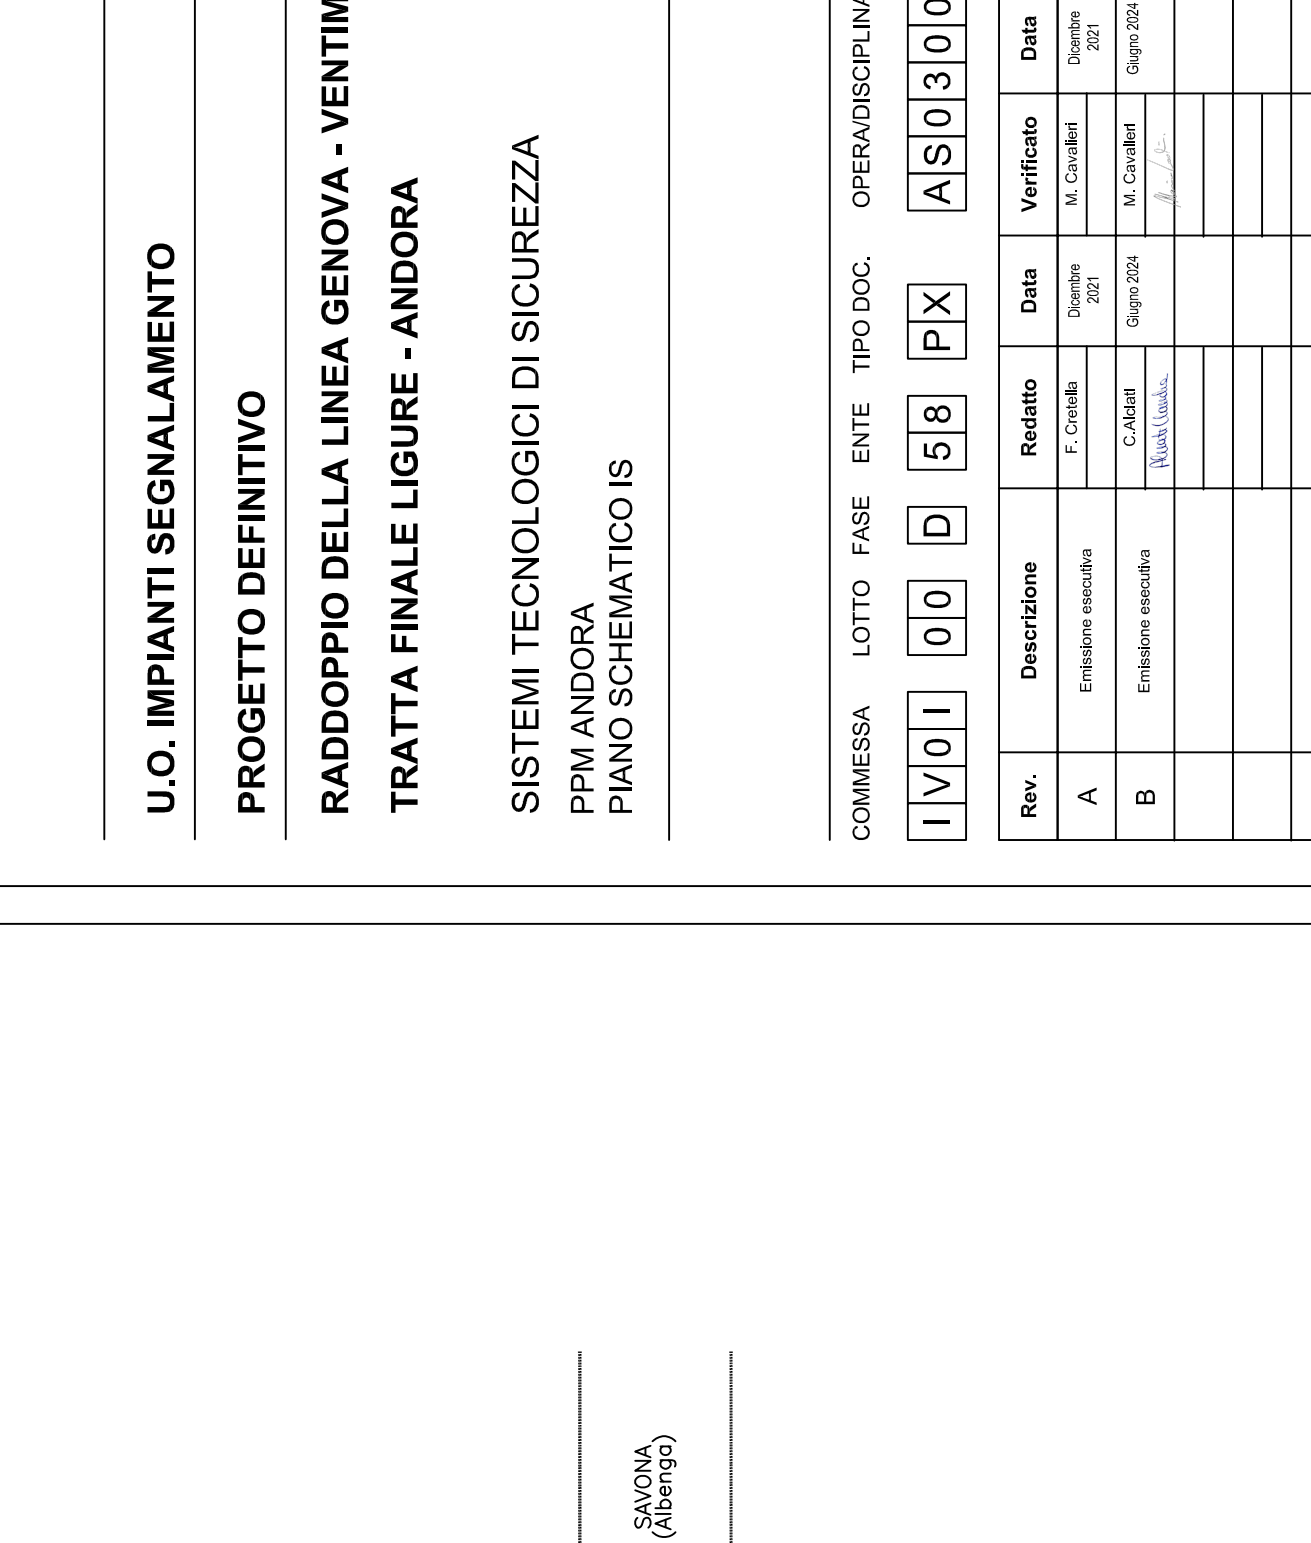 U.O. IMPIANTI SEGNALAMENTO
PROGETTO DEFINITIVO
RADDOPPIO DELLA LINEA GENOVA - VENTIM
TRATTA FINALE LIGURE - ANDORA
SISTEMI TECNOLOGICI DI SICUREZZA
PPM ANDORA
PIANO SCHEMATICO IS
COMMESSA LOTTO FASE ENTE TIPO DOC. OPERA/DISCIPLINA
I V 0 I 0 0 D 5 8 P X A S 0 3 0 0
Rev. Descrizione Redatto Data Verificato Data
A Emissione esecutiva F. Cretella Dicembre 2021 M. Cavalieri Dicembre 2021
B Emissione esecutiva C.Alciati Giugno 2024 M. Cavalleri Giugno 2024
SAVONA
(Albenga)